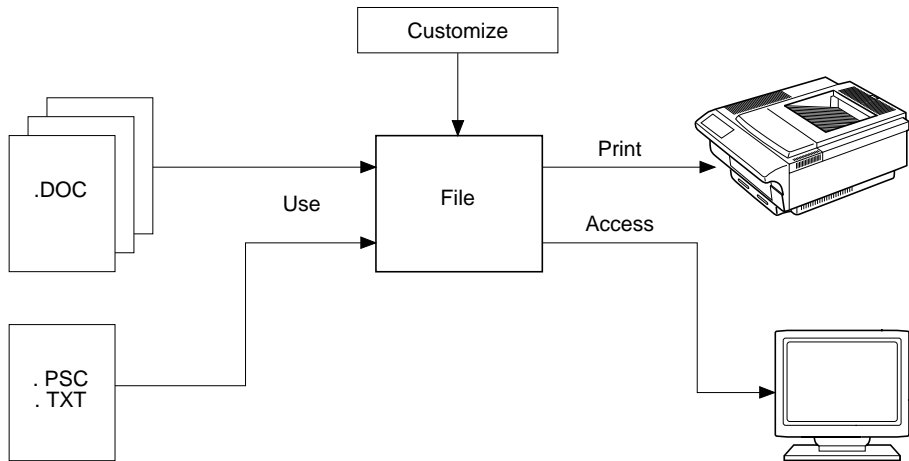 Customize
.DOC
Use
File
Print
Access
. PSC
. TXT